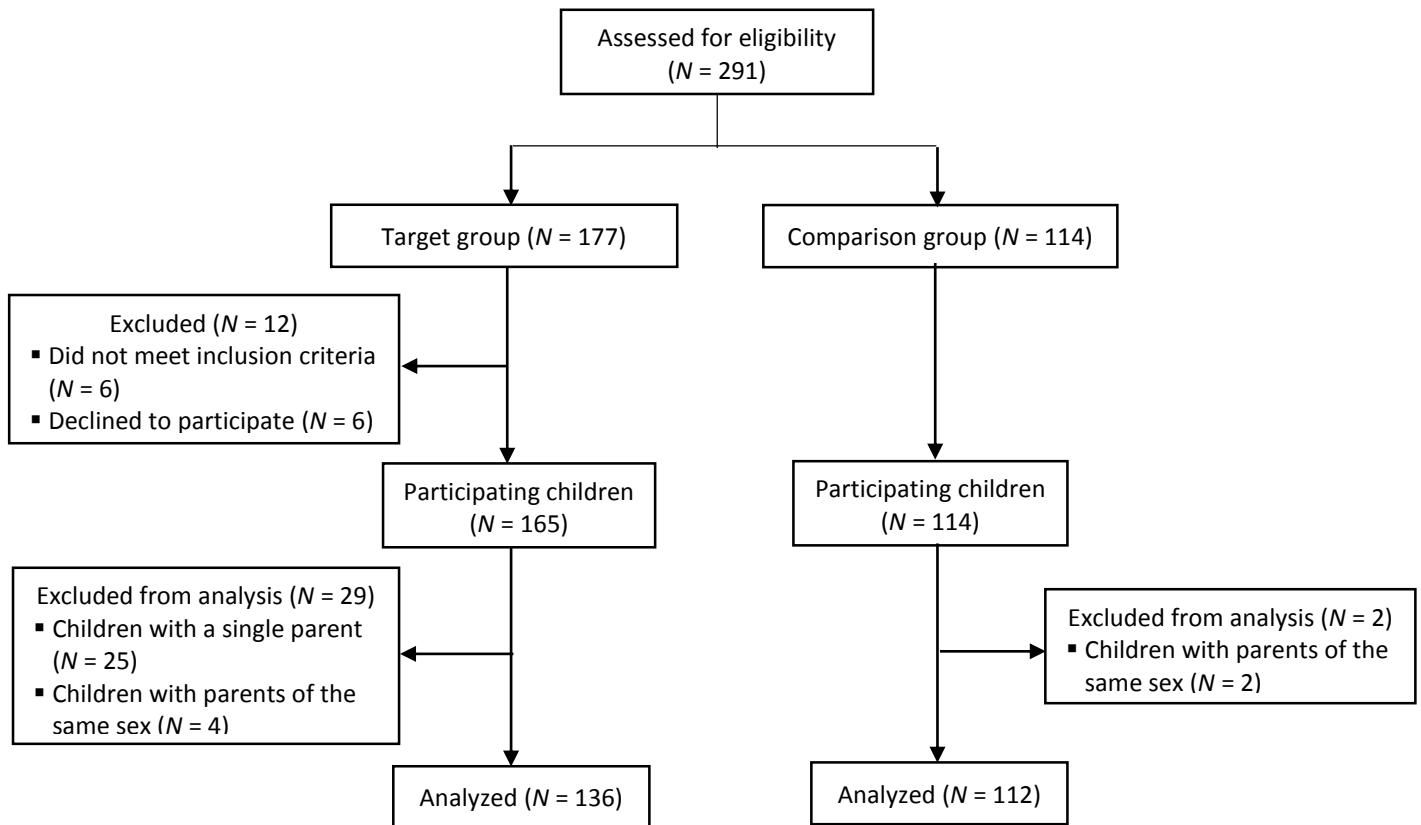 Assessed for eligibility
(N = 291)
Target group (N = 177)
Comparison group (N = 114)
Excluded (N = 12)
▪ Did not meet inclusion criteria
(N = 6)
▪ Declined to participate (N = 6)
Participating children
(N = 165)
Participating children
(N = 114)
Excluded from analysis (N = 29)
▪ Children with a single parent
(N = 25)
▪ Children with parents of the
same sex (N = 4)
Excluded from analysis (N = 2)
▪ Children with parents of the
same sex (N = 2)
Analyzed (N = 136)
Analyzed (N = 112)